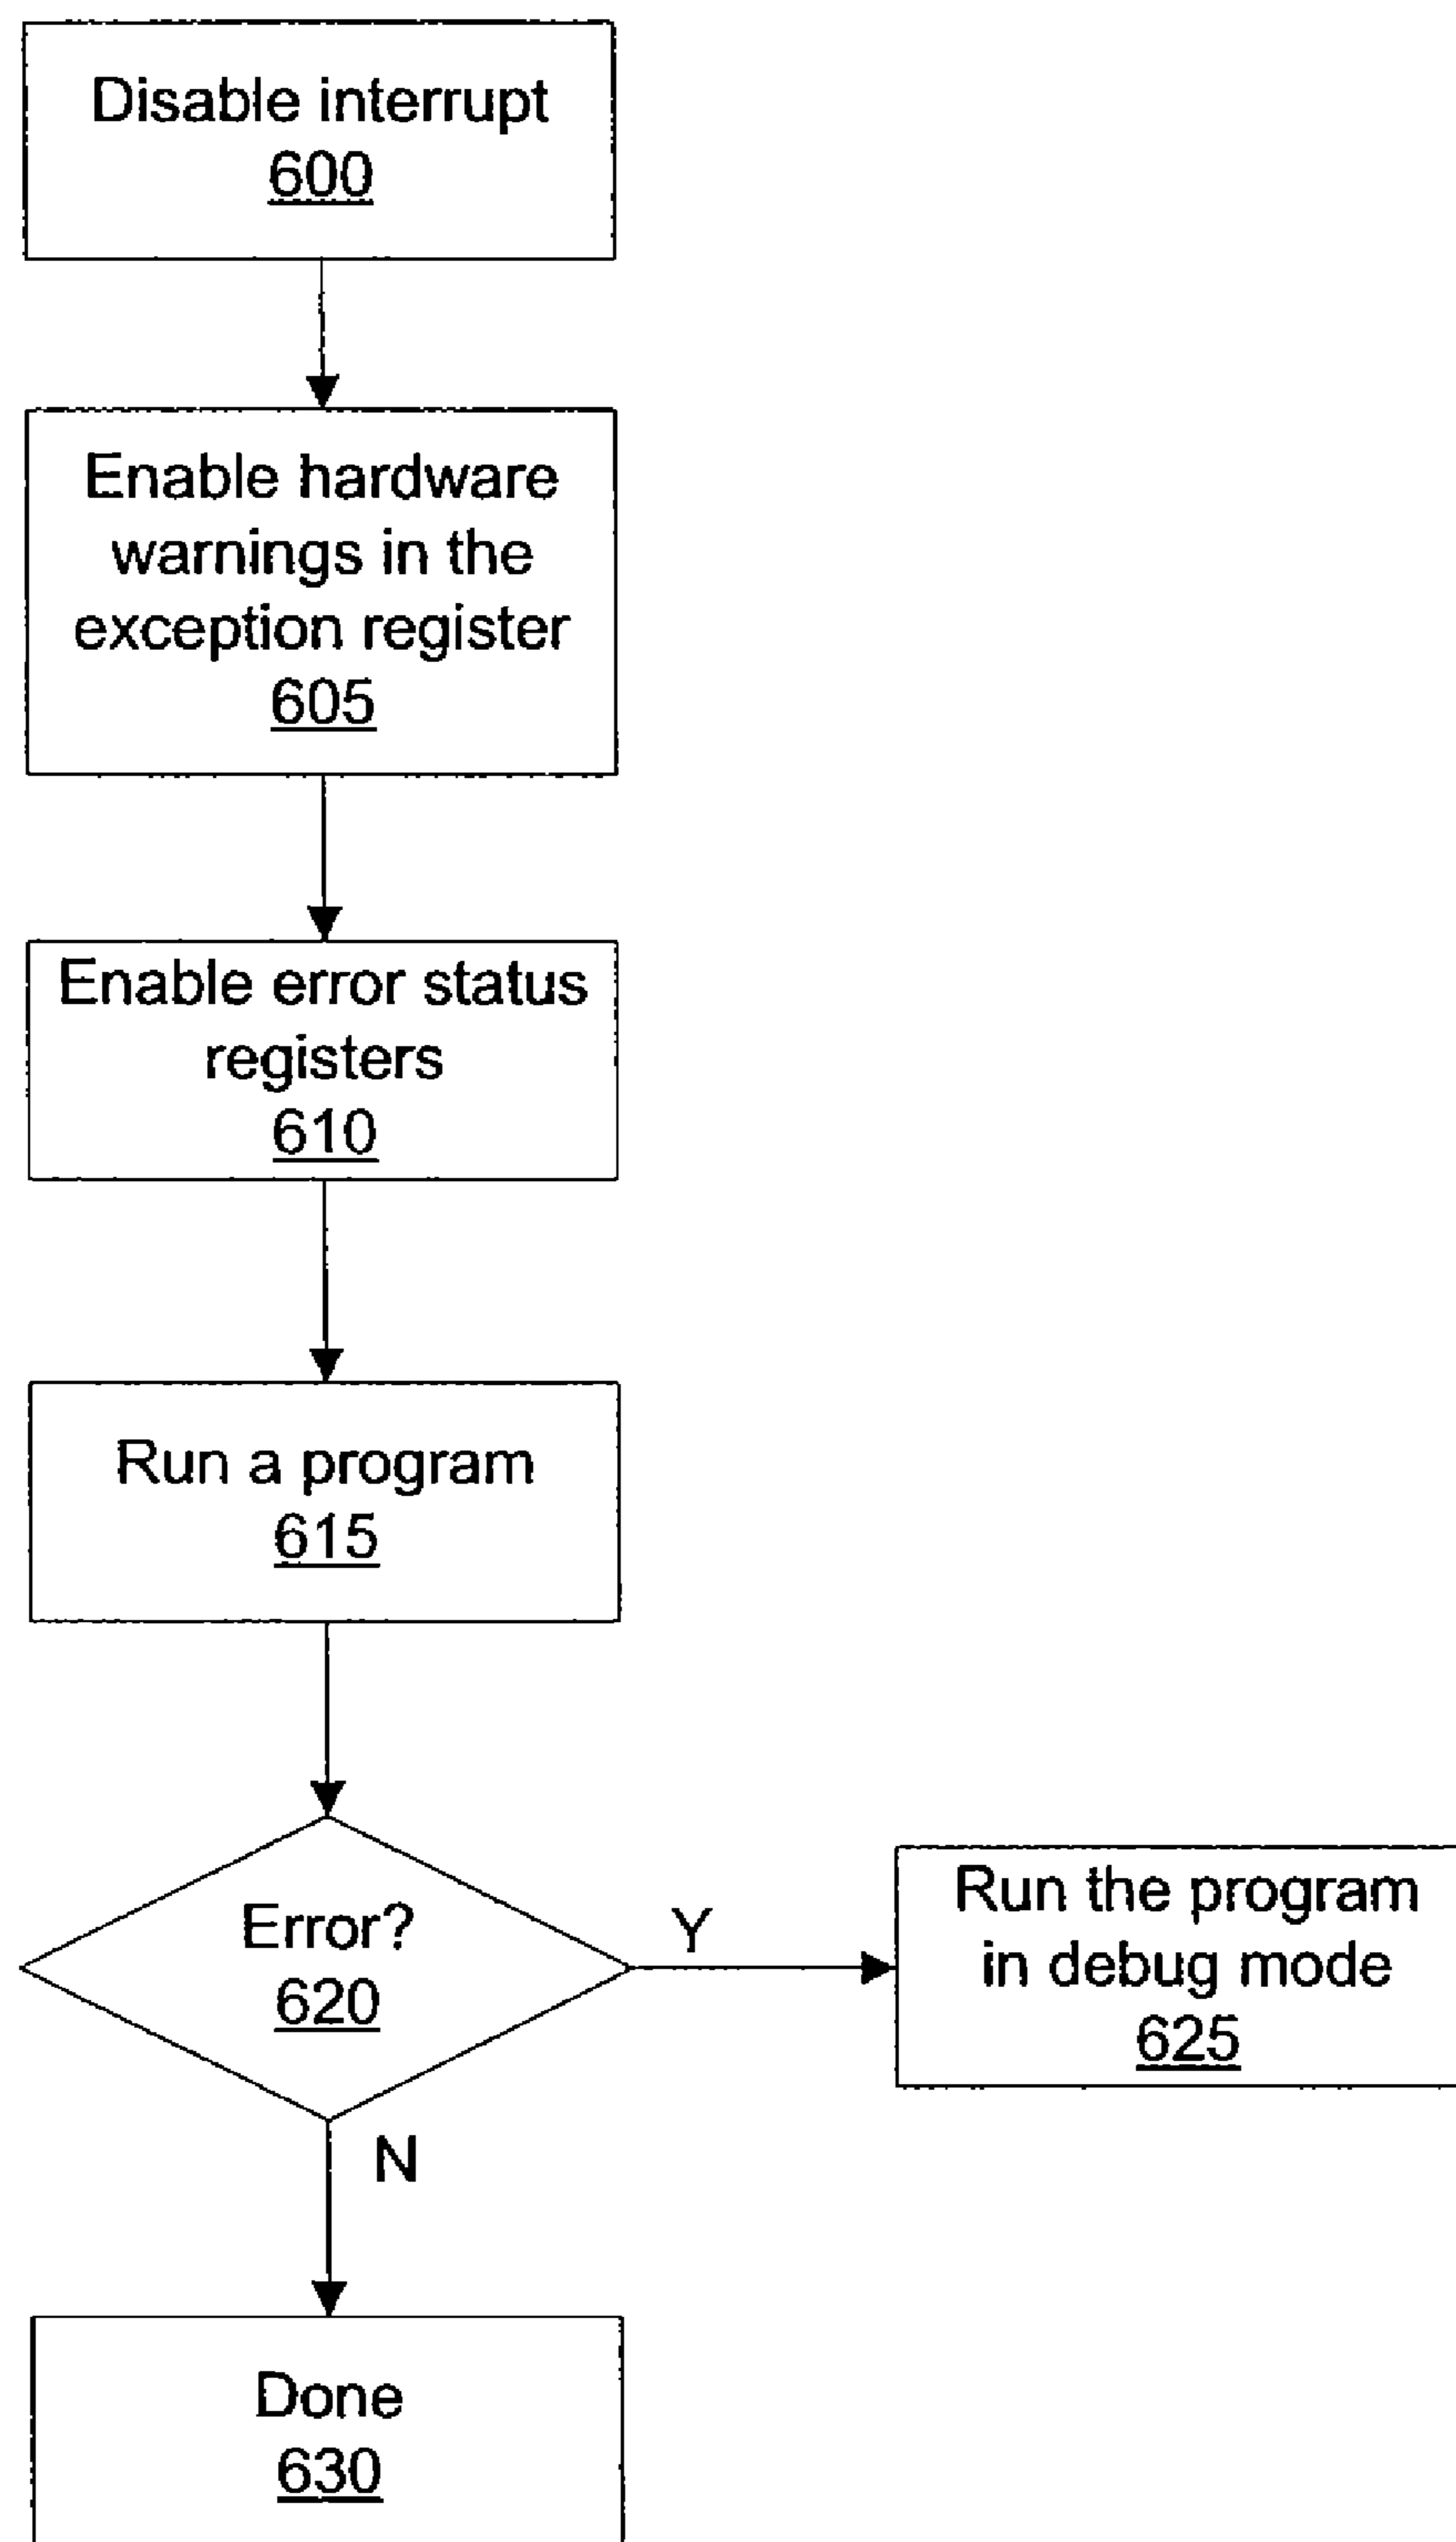 Disable interrupt
600
Enable hardware
warnings in the
exception register
605
Enable error status
registers
610
Run a program
615
Error?
620
Y
Run the program
in debug mode
625
N
Done
630